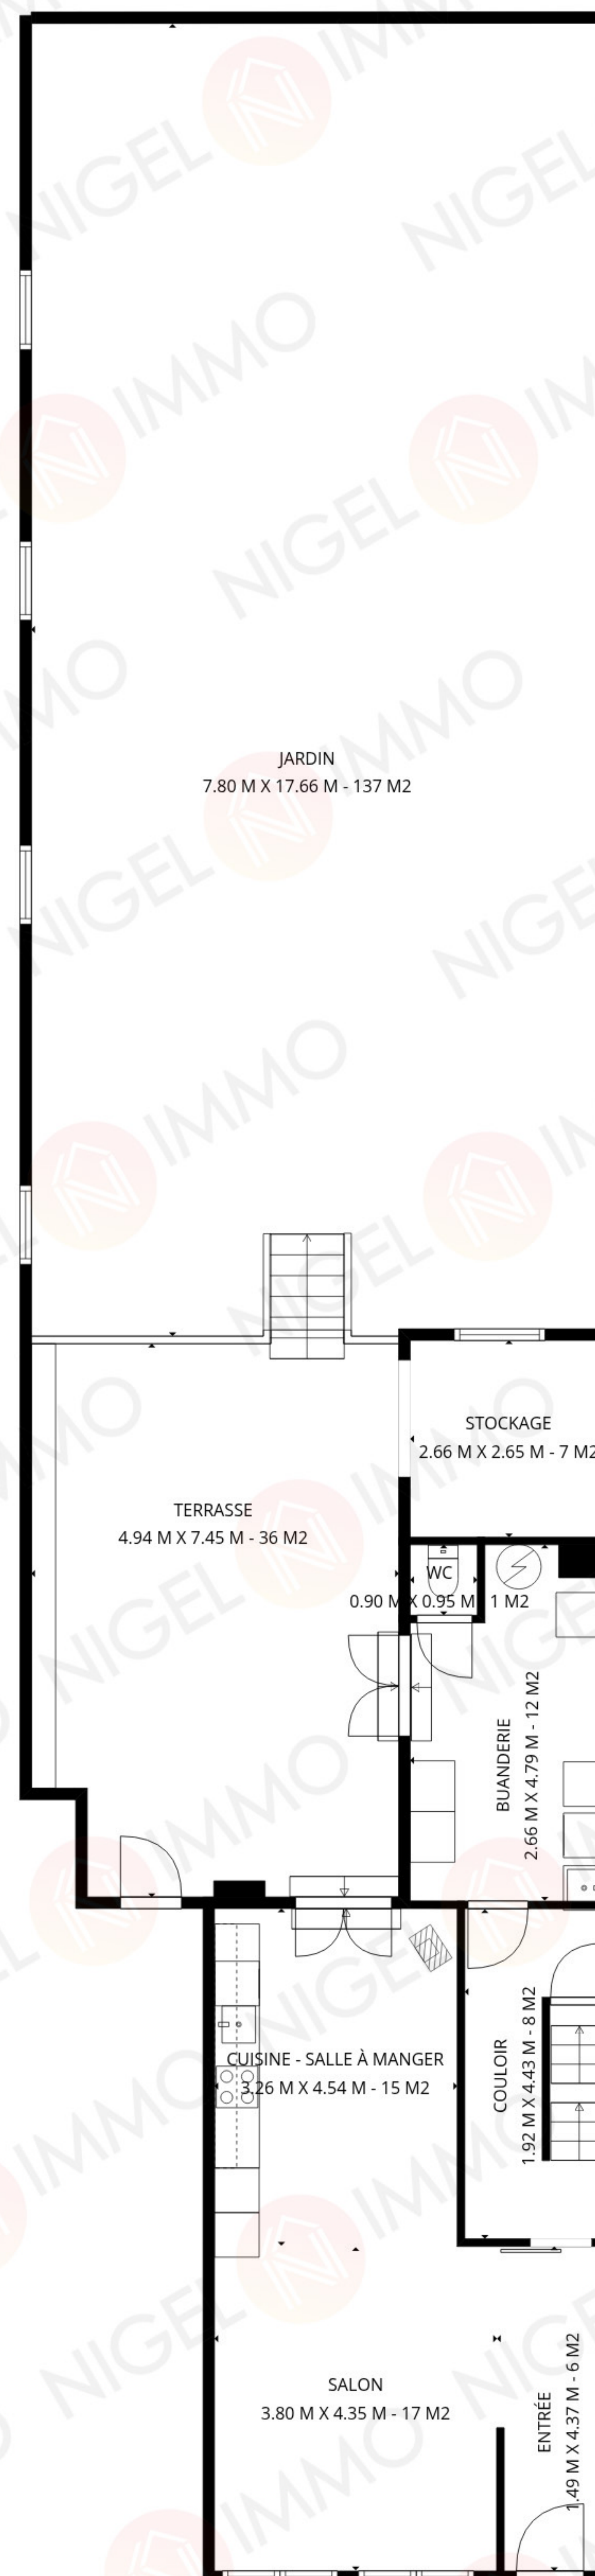 NIGEL IMMO
JARDIN
7.80 M X 17.66 M - 137 M2
STOCKAGE
2.66 M X 2.65 M - 7 M2
TERRASSE
4.94 M X 7.45 M - 36 M2
WC
0.90 M X 0.95 M - 1 M2
BUANDERIE
2.66 M X 4.79 M - 12 M2
CUISINE - SALLE À MANGER
3.26 M X 4.54 M - 15 M2
COULOIR
1.92 M X 4.43 M - 8 M2
SALON
3.80 M X 4.35 M - 17 M2
ENTRÉE
1.49 M X 4.37 M - 6 M2